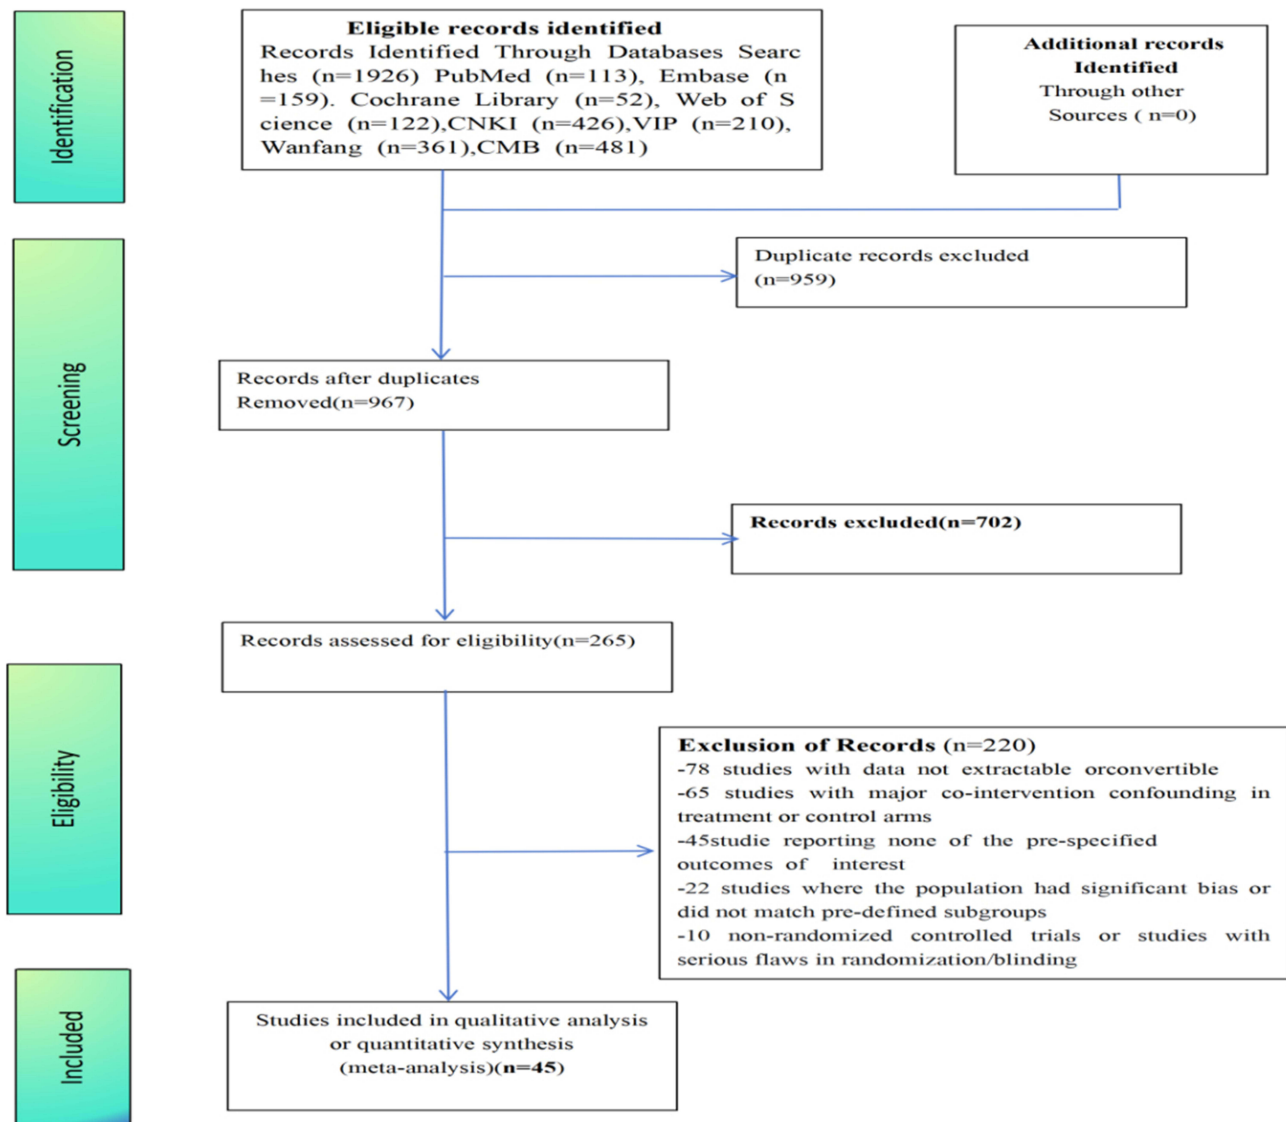 Identification
Eligible records identified
Records Identified Through Databases Searc
hes (n=1926) PubMed (n=113), Embase (n
=159). Cochrane Library (n=52), Web of S
cience (n=122),CNKI (n=426),VIP (n=210),
Wanfang (n=361),CMB (n=481)
Additional records
Identified
Through other
Sources ( n=0)
Screening
Duplicate records excluded
(n=959)
Records after duplicates
Removed(n=967)
Records excluded(n=702)
Records assessed for eligibility(n=265)
Eligibility
Exclusion of Records (n=220)
-78 studies with data not extractable orconvertible
-65 studies with major co-intervention confounding in
treatment or control arms
-45studie reporting none of the pre-specified
outcomes of interest
-22 studies where the population had significant bias or
did not match pre-defined subgroups
-10 non-randomized controlled trials or studies with
serious flaws in randomization/blinding
Included
Studies included in qualitative analysis
or quantitative synthesis
(meta-analysis)(n=45)